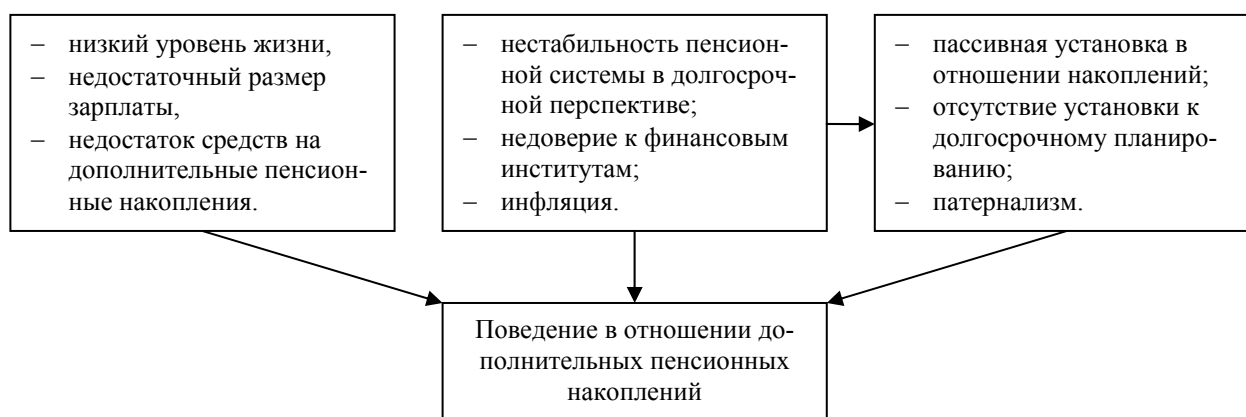 – низкий уровень жизни,
– недостаточный размер
зарплаты,
– недостаток средств на
дополнительные пенсион-
ные накопления.
– нестабильность пенсион-
ной системы в долгосроч-
ной перспективе;
– недоверие к финансовым
институтам;
– инфляция.
– пассивная установка в
отношении накоплений;
– отсутствие установки к
долгосрочному планиро-
ванию;
– патернализм.
Поведение в отношении до-
полнительных пенсионных
накоплений